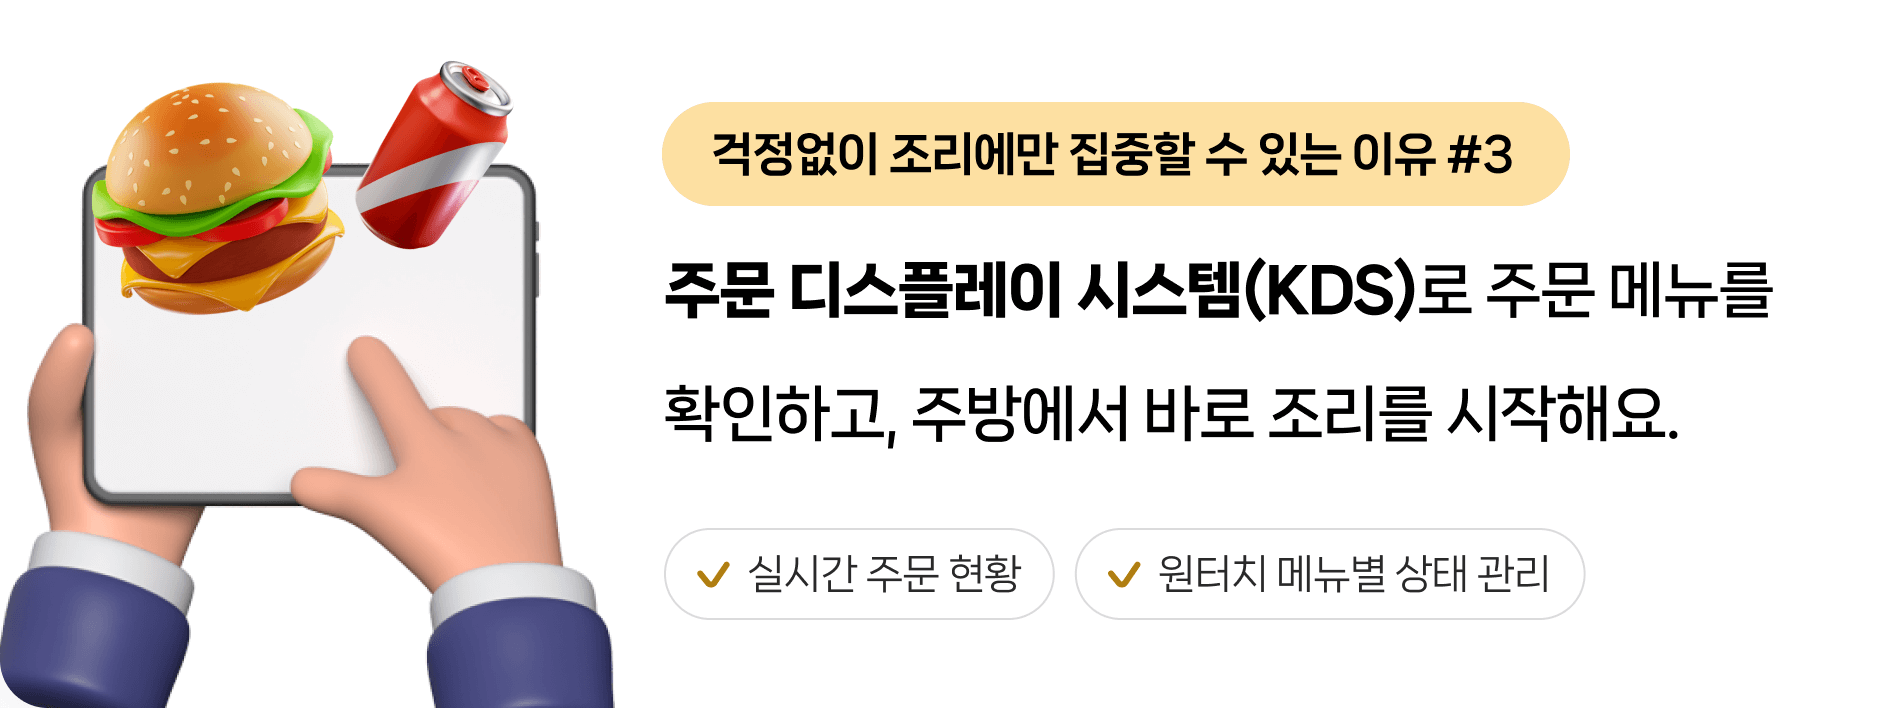 걱정없이 조리에만 집중할 수 있는 이유 #3
주문 디스플레이 시스템(KDS)로 주문 메뉴를
확인하고, 주방에서 바로 조리를 시작해요.
실시간 주문 현황
원터치 메뉴별 상태 관리